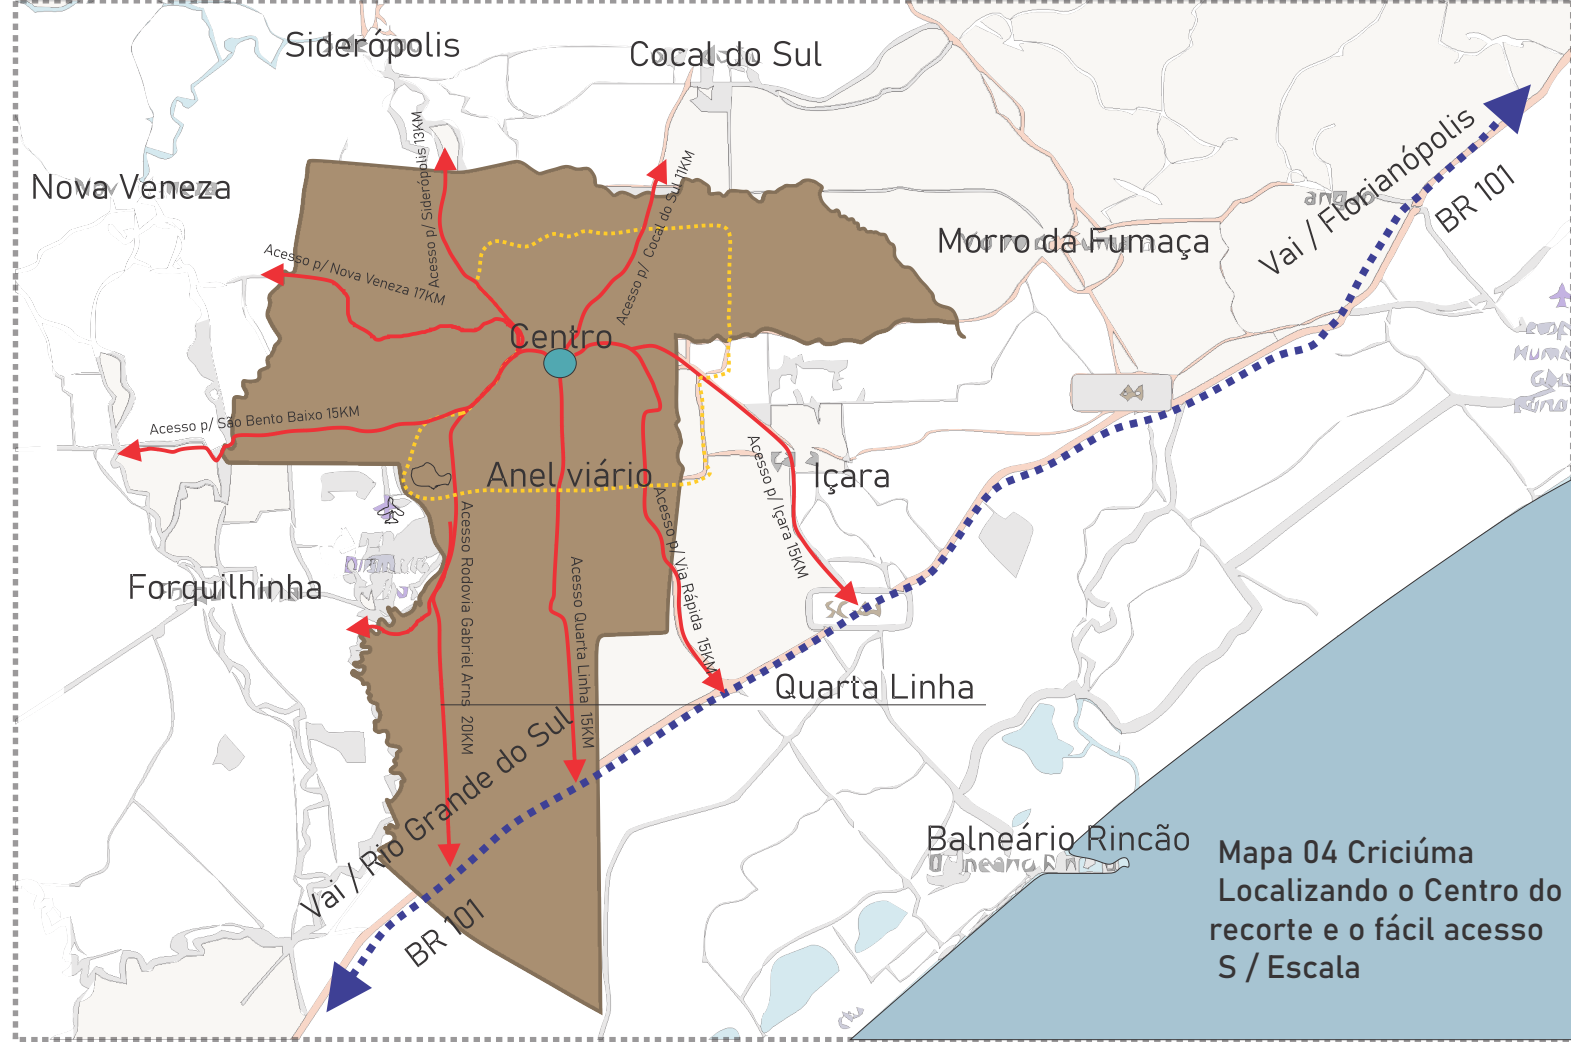 Siderópolis
Cocal do Sul
Nova Veneza
Morro da Fumaça
Vai / Florianópolis
BR 101
Acesso p/ Siderópolis 13KM
Acesso p/ Cocal do Sul 11KM
Acesso p/ Nova Veneza 17KM
Centro
Acesso p/ São Bento Baixo 15KM
Anel viário
Içara
Acesso p/ Içara 15KM
Acesso p/ Via Rápida 15KM
Acesso Quarta Linha 15KM
Acesso Rodovia Gabriel Arns 20KM
Forquilhinha
Quarta Linha
Vai / Rio Grande do Sul
BR 101
Balneário Rincão
Mapa 04 Criciúma
Localizando o Centro do
recorte e o fácil acesso
S / Escala